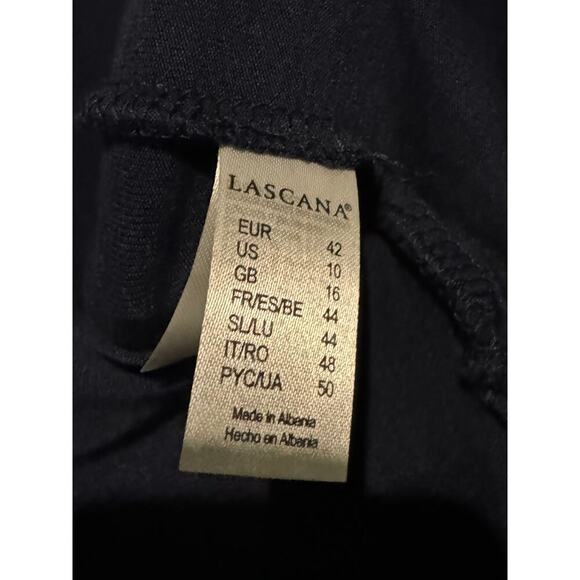 LASCANA®
EUR 42
US 10
GB 16
FR/ES/BE 44
SL/LU 44
IT/RO 48
PYC/UA 50
Made in Albania
Hecho en Albania